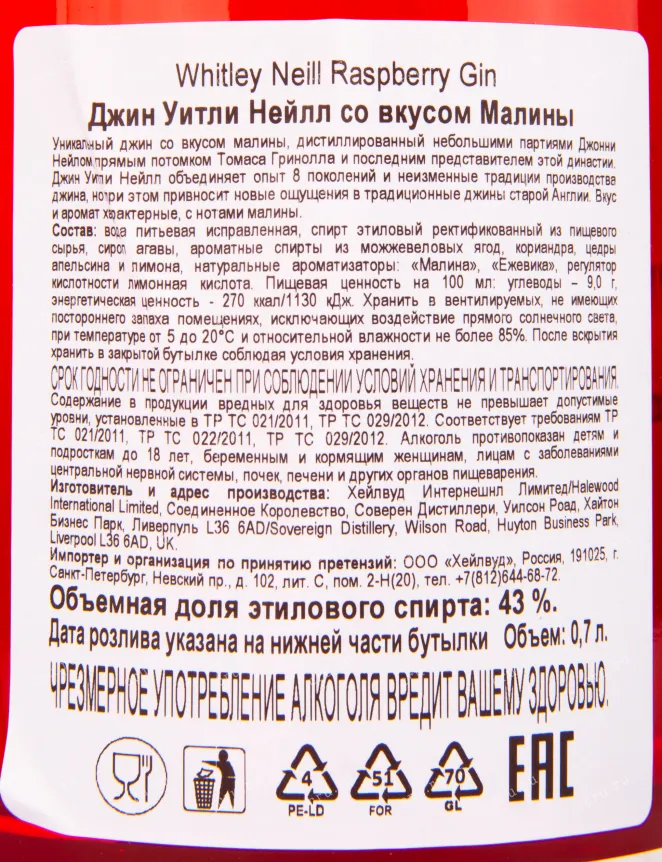 Whitley Neill Raspberry Gin
Джин Уитли Нейлл со вкусом Малины
Уникальный джин со вкусом малины, дистиллированный небольшими партиями Джонни
Нейлом,прямым потомком Томаса Гринолла и последним представителем этой династии.
Джин Уитли Нейлл объединяет опыт 8 поколений и неизменные традиции производства
джина, но при этом привносит новые ощущения в традиционные джины старой Англии. Вкус
и аромат характерные, с нотами малины.
Состав: вода питьевая исправленная, спирт этиловый ректификованный из пищевого
сырья, сироп агавы, ароматные спирты из можжевеловых ягод, кориандра, цедры
апельсина и лимона, натуральные ароматизаторы: «Малина», «Ежевика», регулятор
кислотности лимонная кислота. Пищевая ценность на 100 мл: углеводы – 9,0 г,
энергетическая ценность - 270 ккал/1130 кДж. Хранить в вентилируемых, не имеющих
постороннего запаха помещениях, исключающих воздействие прямого солнечного света,
при температуре от 5 до 20°С и относительной влажности не более 85%. После вскрытия
хранить в закрытой бутылке соблюдая условия хранения.
СРОК ГОДНОСТИ НЕ ОГРАНИЧЕН ПРИ СОБЛЮДЕНИИ УСЛОВИЙ ХРАНЕНИЯ И ТРАНСПОРТИРОВАНИЯ.
Содержание в продукции вредных для здоровья веществ не превышает допустимые
уровни, установленные в ТР ТС 021/2011, ТР ТС 029/2012. Соответствует требованиям ТР
ТС 021/2011, ТР ТС 022/2011, ТР ТС 029/2012. Алкоголь противопоказан детям и
подросткам до 18 лет, беременным и кормящим женщинам, лицам с заболеваниями
центральной нервной системы, почек, печени и других органов пищеварения.
Изготовитель и адрес производства: Хейлвуд Интернешнл Лимитед/Halewood
International Limited, Соединенное Королевство, Соверен Дистиллери, Уилсон Роад, Хайтон
Бизнес Парк, Ливерпуль L36 6AD/Sovereign Distillery, Wilson Road, Huyton Business Park,
Liverpool L36 6AD, UK.
Импортер и организация по принятию претензий: ООО «Хейлвуд», Россия, 191025, г.
Санкт-Петербург, Невский пр., д. 102, лит. С, пом. 2-Н(20), тел. +7(812)644-68-72.
Объемная доля этилового спирта: 43 %.
Дата розлива указана на нижней части бутылки Объем: 0,7 л.
ЧРЕЗМЕРНОЕ УПОТРЕБЛЕНИЕ АЛКОГОЛЯ ВРЕДИТ ВАШЕМУ ЗДОРОВЬЮ.
4 51 70 EAC
PE-LD FOR GL